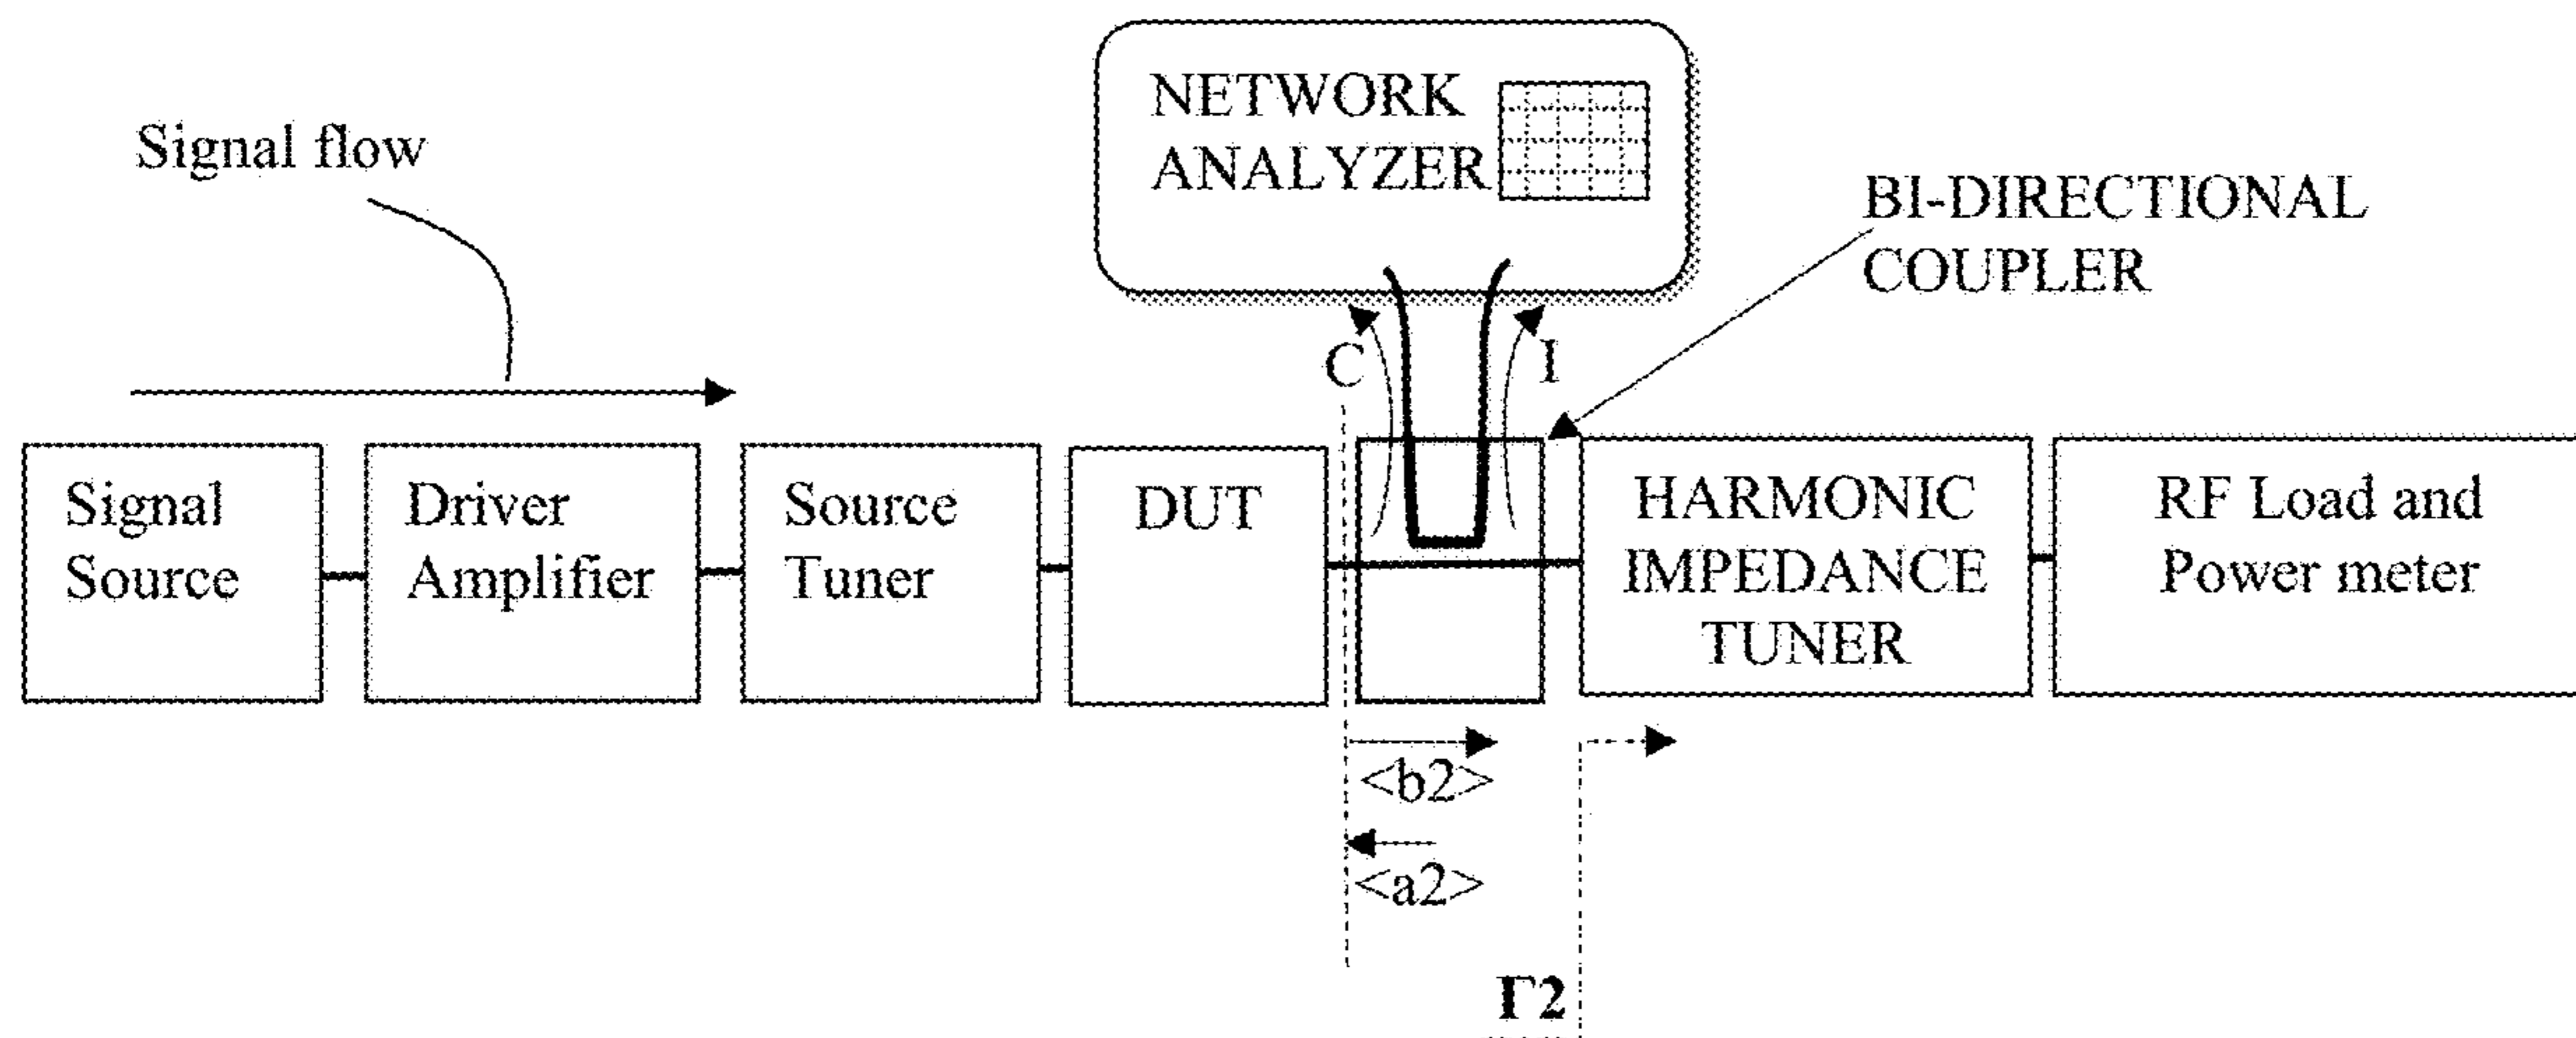 NETWORK
ANALYZER
Signal flow
BI-DIRECTIONAL
COUPLER
C
I
Signal
Source
Driver
Amplifier
Source
Tuner
DUT
HARMONIC
IMPEDANCE
TUNER
RF Load and
Power meter
<b2>
<a2>
Γ2